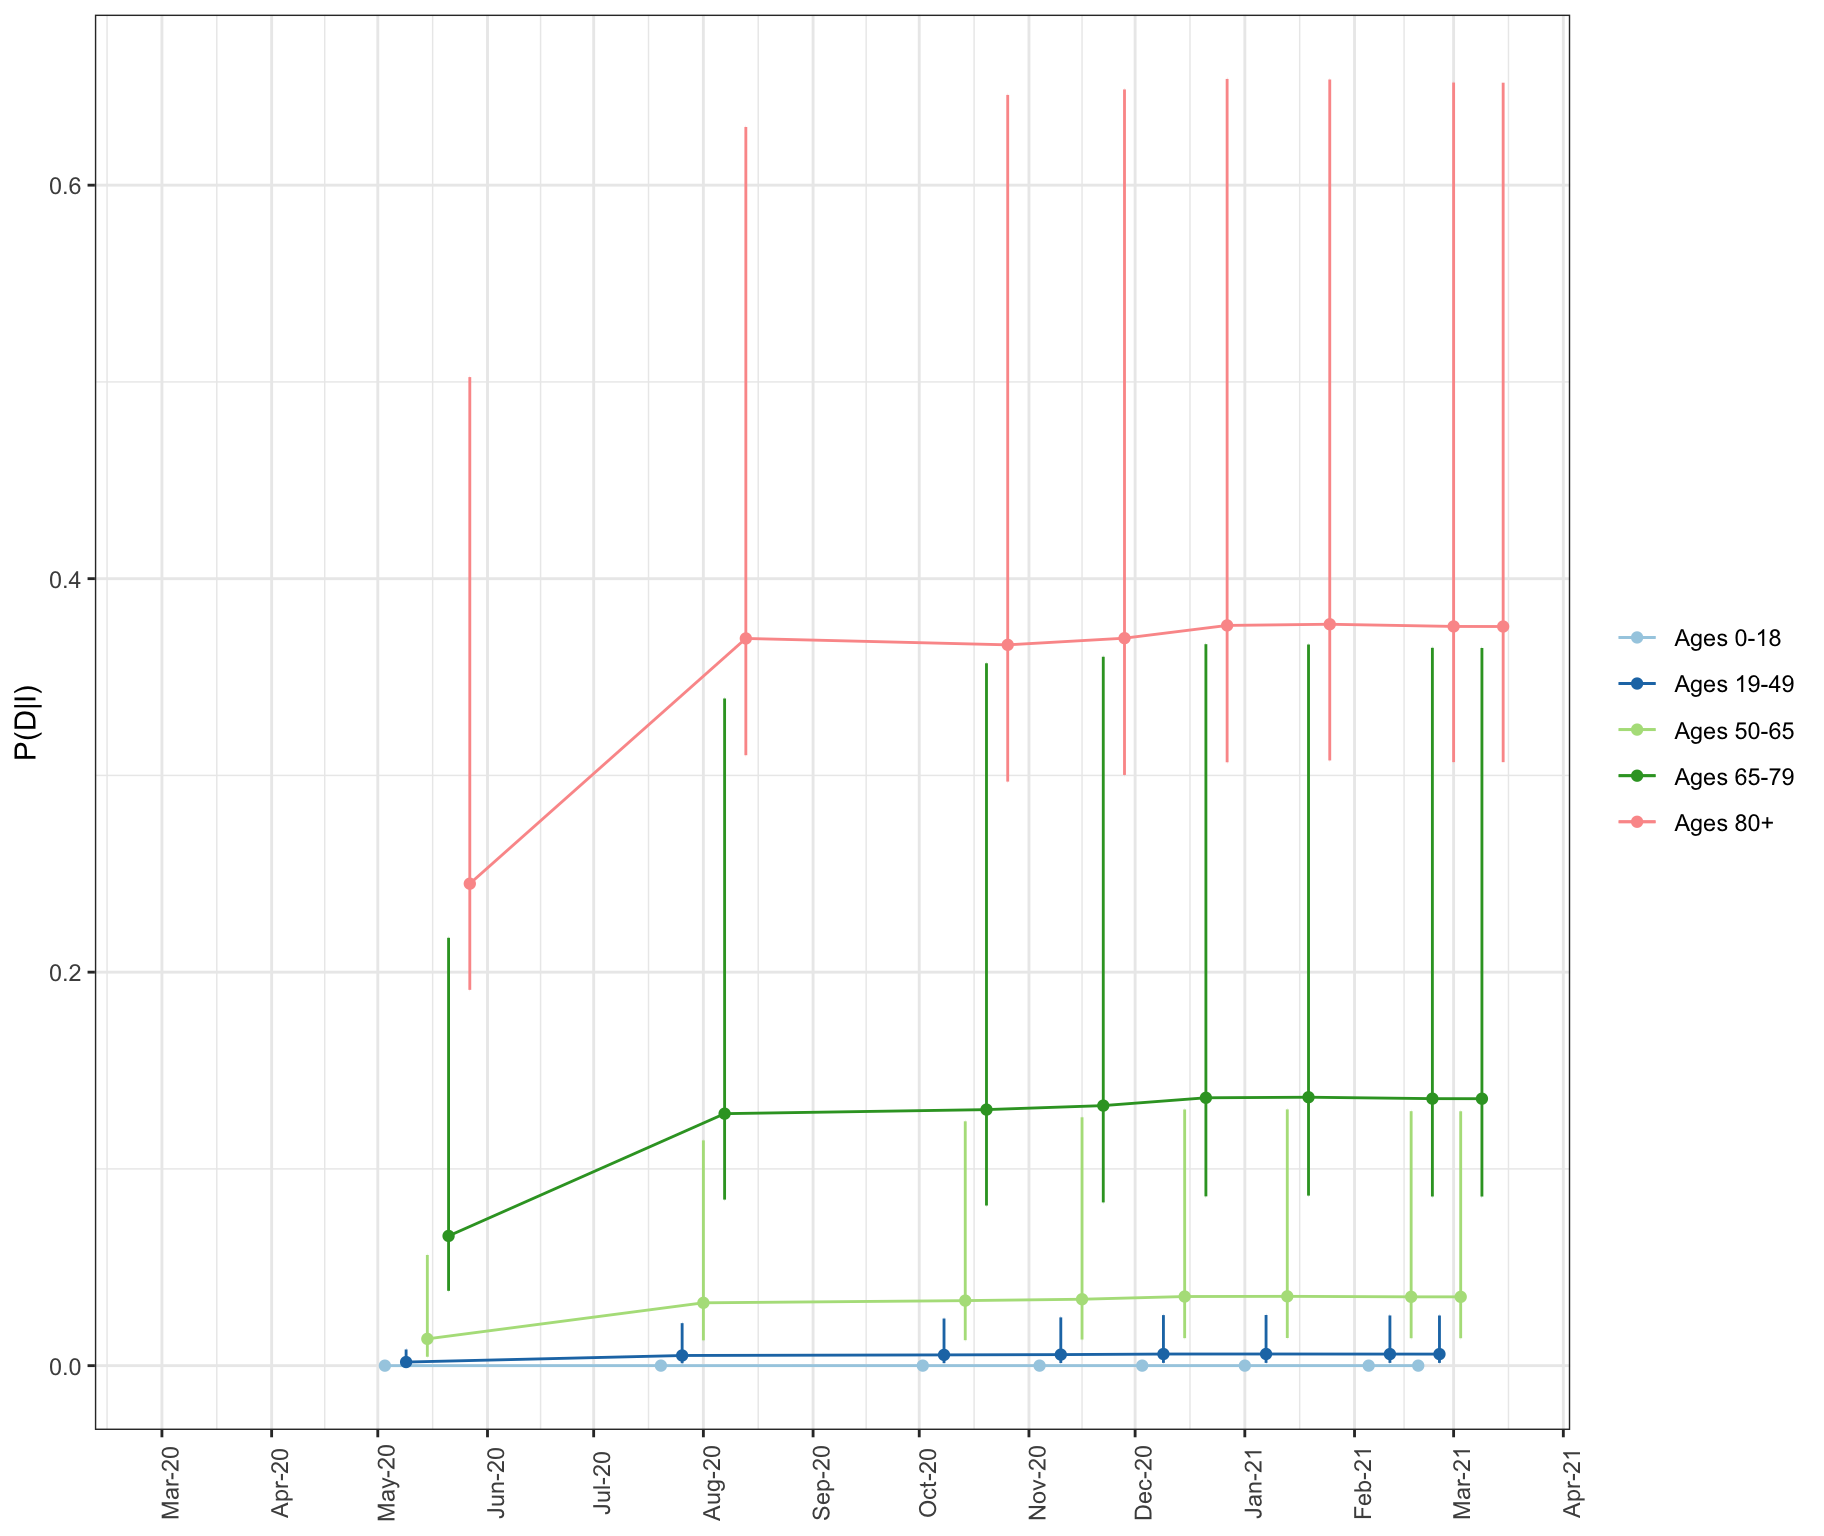 P(D|I)
0.6
0.4
0.2
0.0
Mar-20
Apr-20
May-20
Jun-20
Jul-20
Aug-20
Sep-20
Oct-20
Nov-20
Dec-20
Jan-21
Feb-21
Mar-21
Apr-21
Ages 0-18
Ages 19-49
Ages 50-65
Ages 65-79
Ages 80+